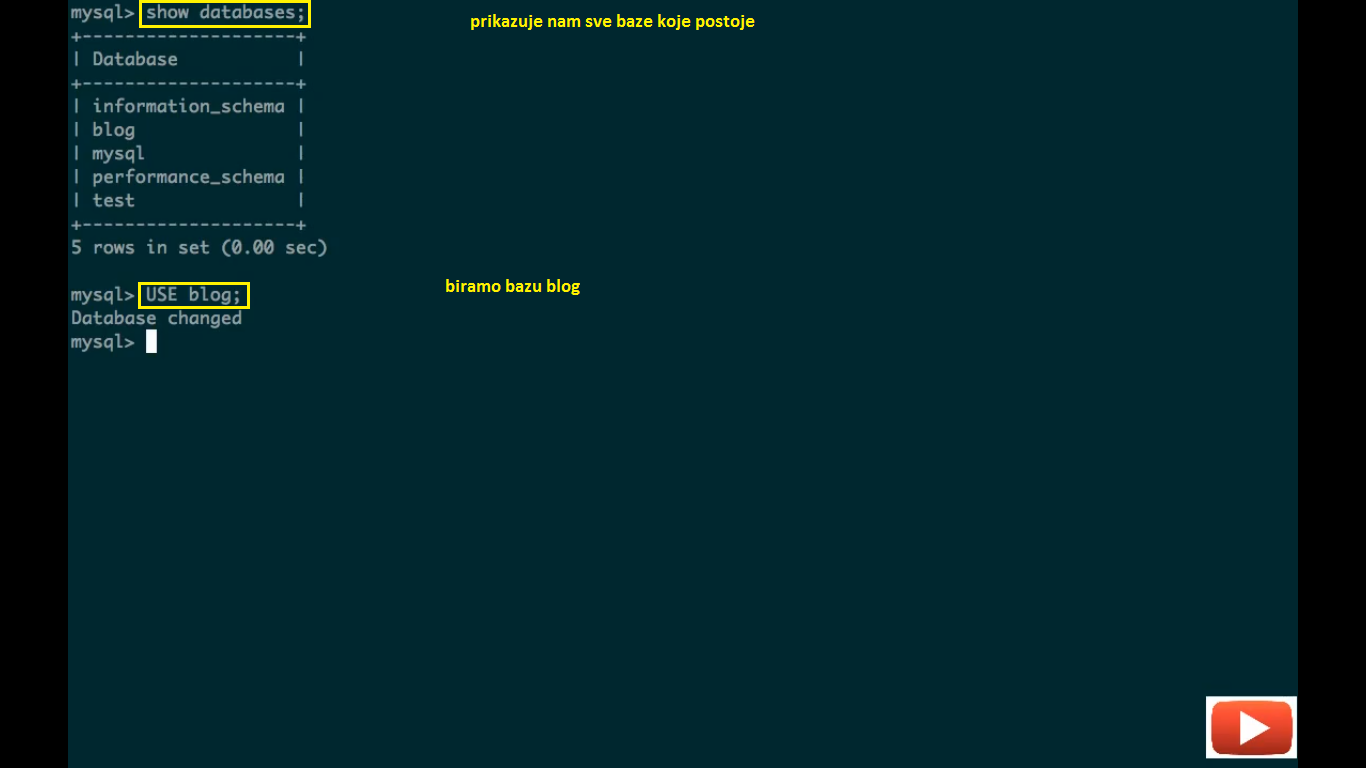 mysql> show databases;
prikazuje nam sve baze koje postoje
+--------------------+
| Database           |
+--------------------+
| information_schema |
| blog               |
| mysql              |
| performance_schema |
| test               |
+--------------------+
5 rows in set (0.00 sec)
mysql> USE blog;
biramo bazu blog
Database changed
mysql>